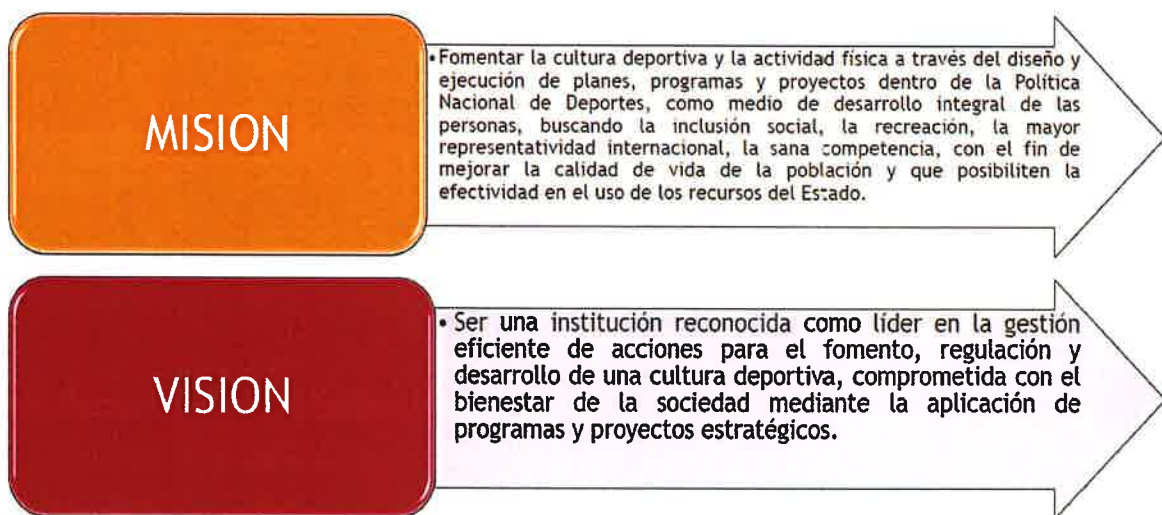 MISION
•Fomentar la cultura deportiva y la actividad física a través del diseño y
ejecución de planes, programas y proyectos dentro de la Política
Nacional de Deportes, como medio de desarrollo integral de las
personas, buscando la inclusión social, la recreación, la mayor
representatividad internacional, la sana competencia, con el fin de
mejorar la calidad de vida de la población y que posibiliten la
efectividad en el uso de los recursos del Estado.
VISION
• Ser una institución reconocida como líder en la gestión
eficiente de acciones para el fomento, regulación y
desarrollo de una cultura deportiva, comprometida con el
bienestar de la sociedad mediante la aplicación de
programas y proyectos estratégicos.